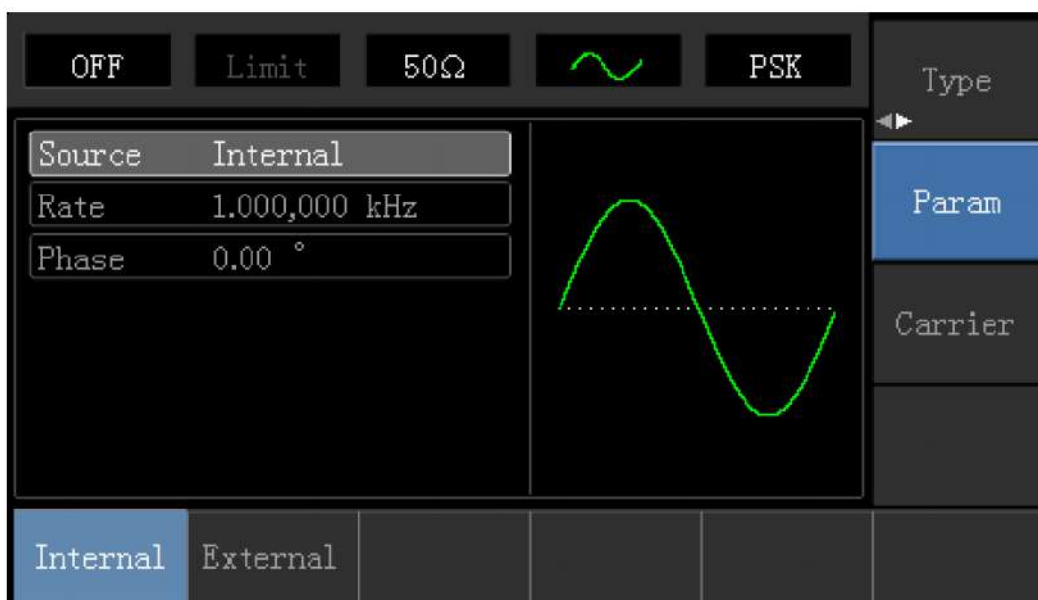 OFF Limit 50Ω PSK Type
Source Internal
Rate 1.000,000 kHz
Phase 0.00 °
Param
Carrier
Internal External